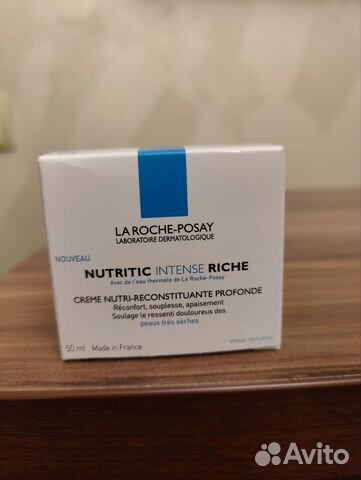 LA ROCHE-POSAY
LABORATOIRE DERMATOLOGIQUE
NOUVEAU
NUTRITIC INTENSE RICHE
Avec de l'eau thermale de La Roche-Posay
CREME NUTRI-RECONSTITUANTE PROFONDE
Réconfort, souplesse, apaisement
Soulage le ressenti douloureux des
peaux très sèches
50 ml Made in France
peaux sensibles
Avito